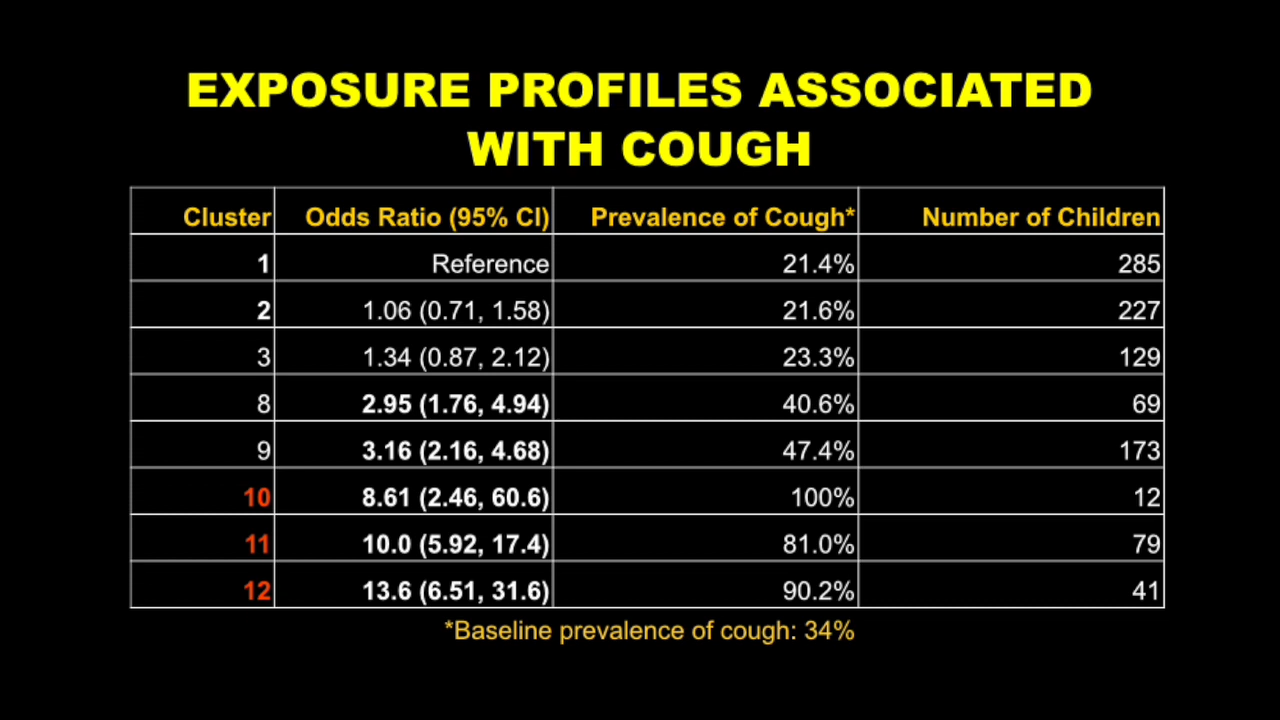 EXPOSURE PROFILES ASSOCIATED
WITH COUGH
Cluster Odds Ratio (95% CI) Prevalence of Cough* Number of Children
1 Reference 21.4% 285
2 1.06 (0.71, 1.58) 21.6% 227
3 1.34 (0.87, 2.12) 23.3% 129
8 2.95 (1.76, 4.94) 40.6% 69
9 3.16 (2.16, 4.68) 47.4% 173
10 8.61 (2.46, 60.6) 100% 12
11 10.0 (5.92, 17.4) 81.0% 79
12 13.6 (6.51, 31.6) 90.2% 41
*Baseline prevalence of cough: 34%